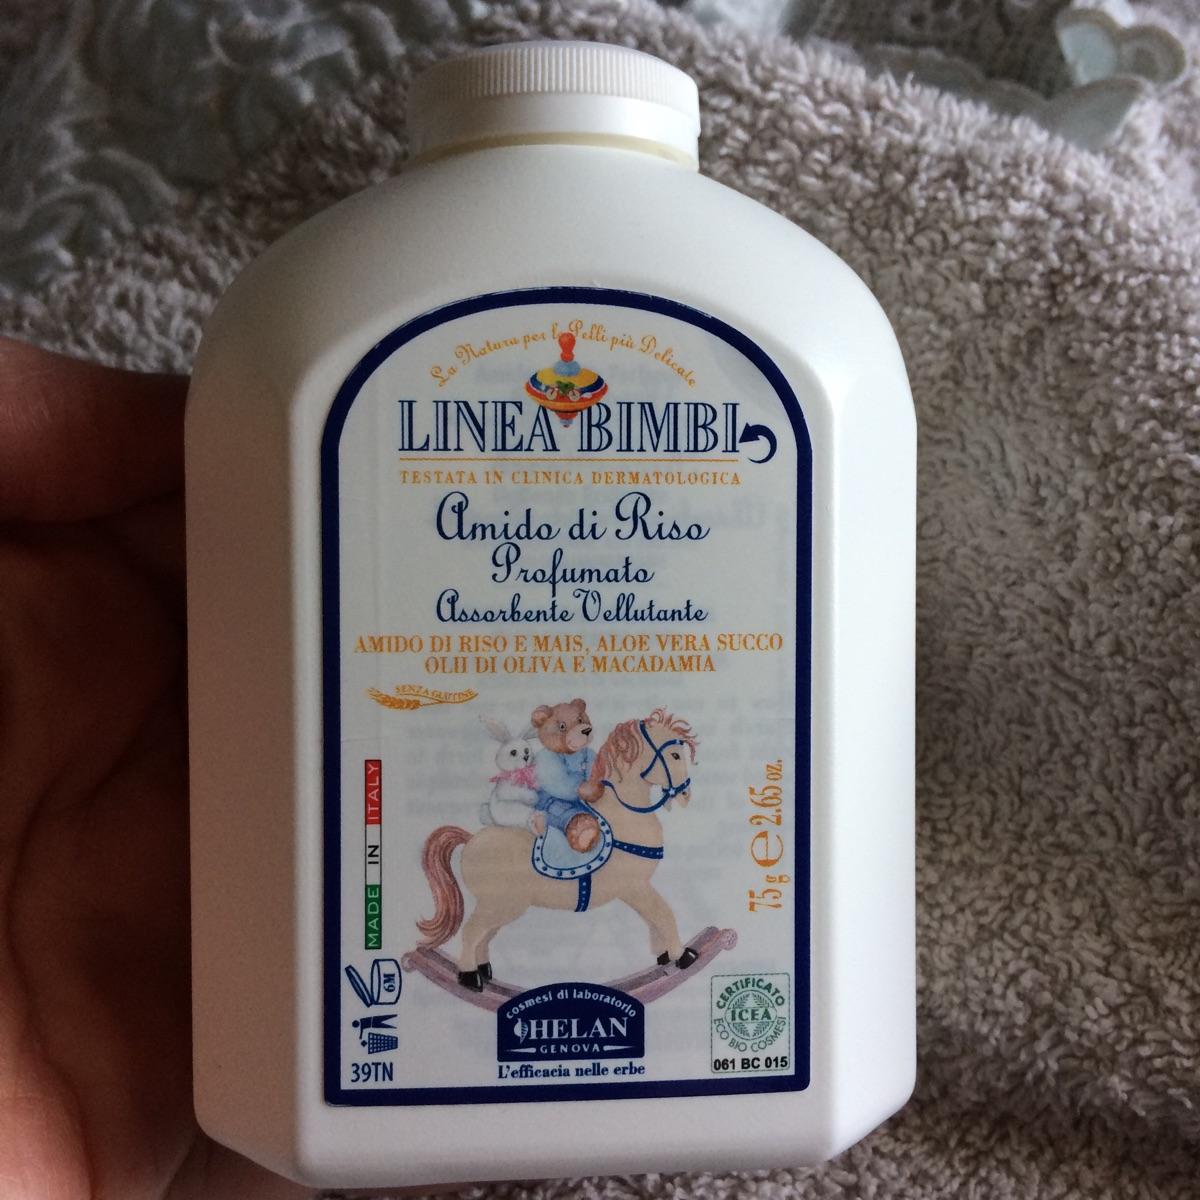 La Natura per le Pelli più Delicate
LINEA BIMBI
TESTATA IN CLINICA DERMATOLOGICA
Amido di Riso
Profumato
Assorbente Vellutante
AMIDO DI RISO E MAIS, ALOE VERA SUCCO
OLII DI OLIVA E MACADAMIA
SENZA GLUTINE
MADE IN ITALY
75 g e 2.65 oz.
6M
39TN
cosmesi di laboratorio
HELAN
GENOVA
L'efficacia nelle erbe
CERTIFICATO
ICEA
ECO BIO COSMESI
061 BC 015